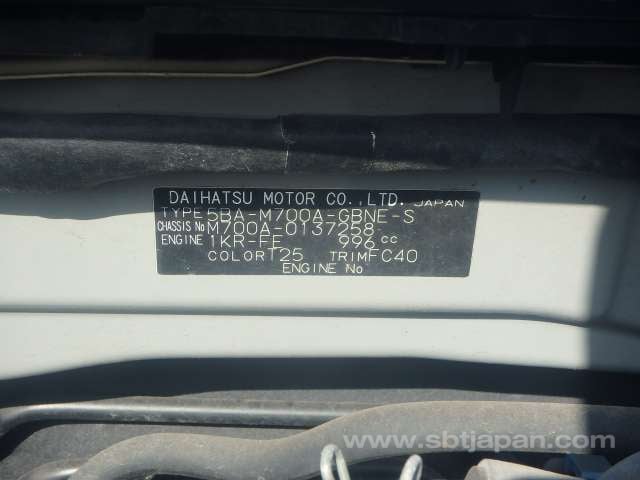 DAIHATSU MOTOR CO.,LTD. JAPAN
TYPE 5BA-M700A-GBNE-S
CHASSIS No M700A-0137258
ENGINE 1KR-FE 996 cc
COLOR T25 TRIM FC40
ENGINE No
www.sbtjapan.com